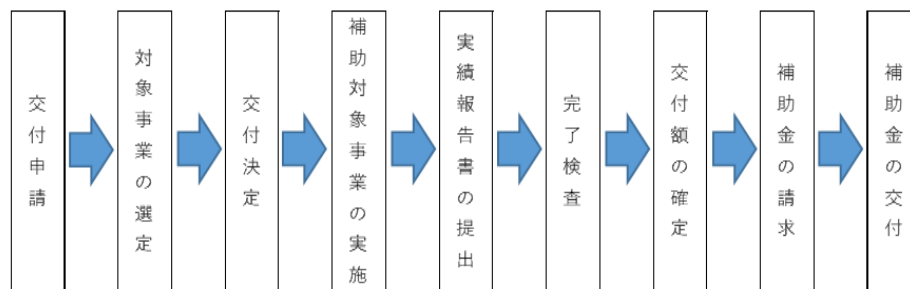 交付申請
対象事業の選定
交付決定
補助対象事業の実施
実績報告書の提出
完了検査
交付額の確定
補助金の請求
補助金の交付